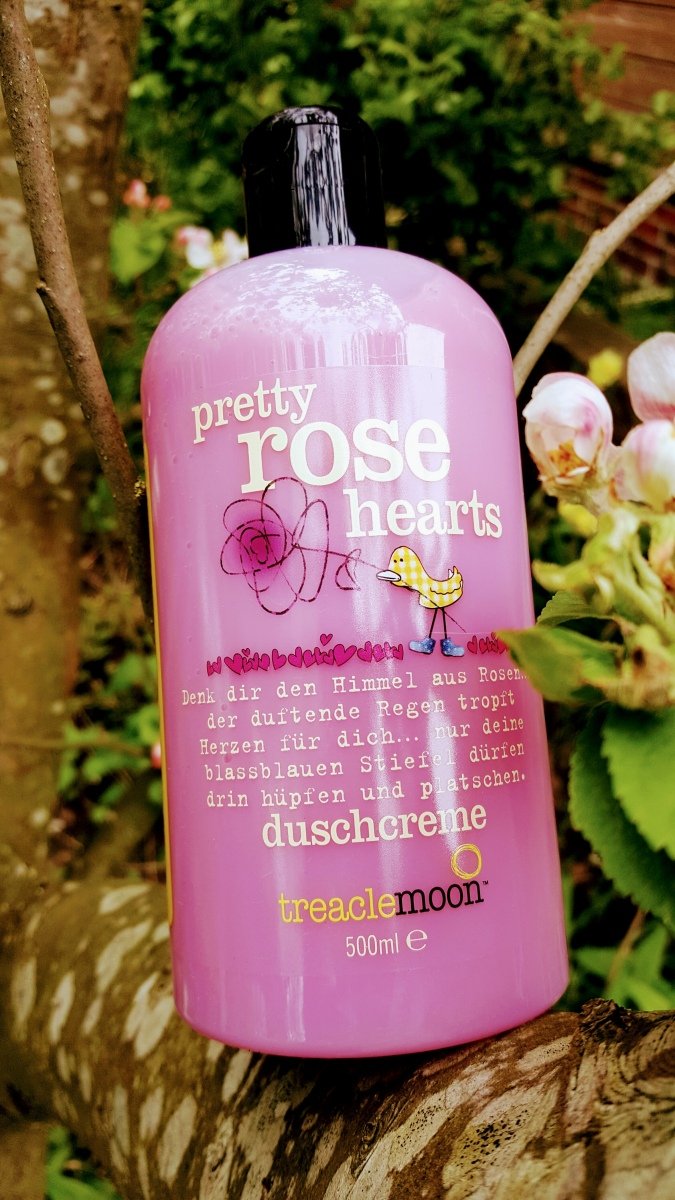 pretty
rose
hearts
Denk dir den Himmel aus Rosen...
der duftende Regen tropft
Herzen für dich... nur deine
blassblauen Stiefel dürfen
drin hüpfen und platschen.
duschcreme
treaclemoon™
500ml ℮